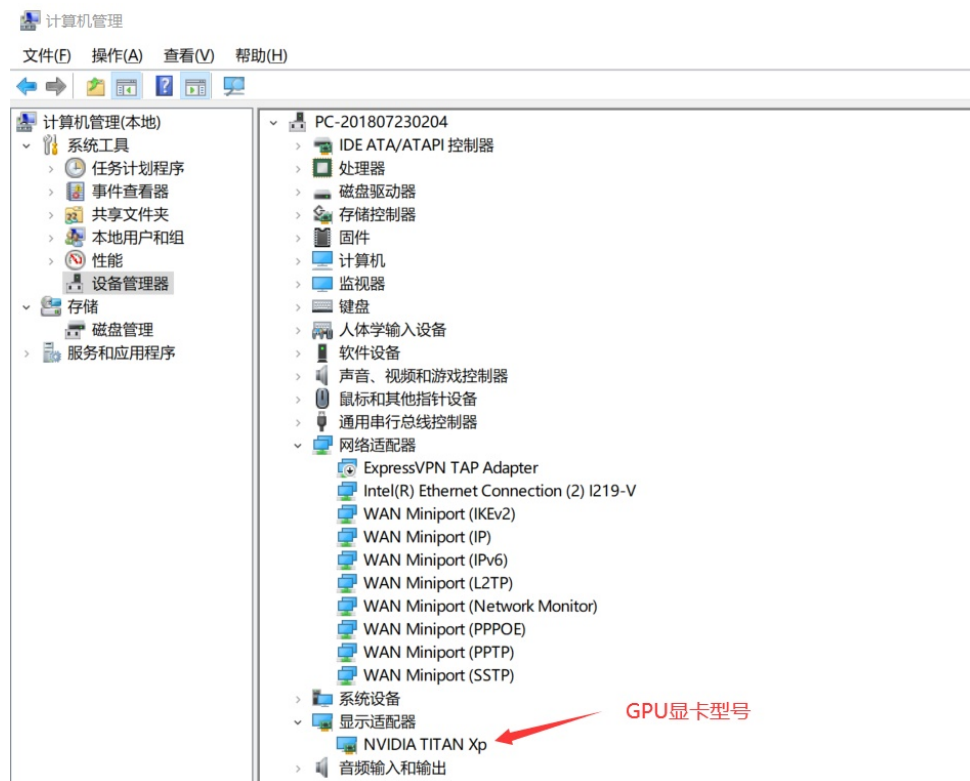 计算机管理
文件(F) 操作(A) 查看(V) 帮助(H)
计算机管理(本地)
系统工具
任务计划程序
事件查看器
共享文件夹
本地用户和组
性能
设备管理器
存储
磁盘管理
服务和应用程序
PC-201807230204
IDE ATA/ATAPI 控制器
处理器
磁盘驱动器
存储控制器
固件
计算机
监视器
键盘
人体学输入设备
软件设备
声音、视频和游戏控制器
鼠标和其他指针设备
通用串行总线控制器
网络适配器
ExpressVPN TAP Adapter
Intel(R) Ethernet Connection (2) I219-V
WAN Miniport (IKEv2)
WAN Miniport (IP)
WAN Miniport (IPv6)
WAN Miniport (L2TP)
WAN Miniport (Network Monitor)
WAN Miniport (PPPOE)
WAN Miniport (PPTP)
WAN Miniport (SSTP)
系统设备
显示适配器
GPU显卡型号
NVIDIA TITAN Xp
音频输入和输出